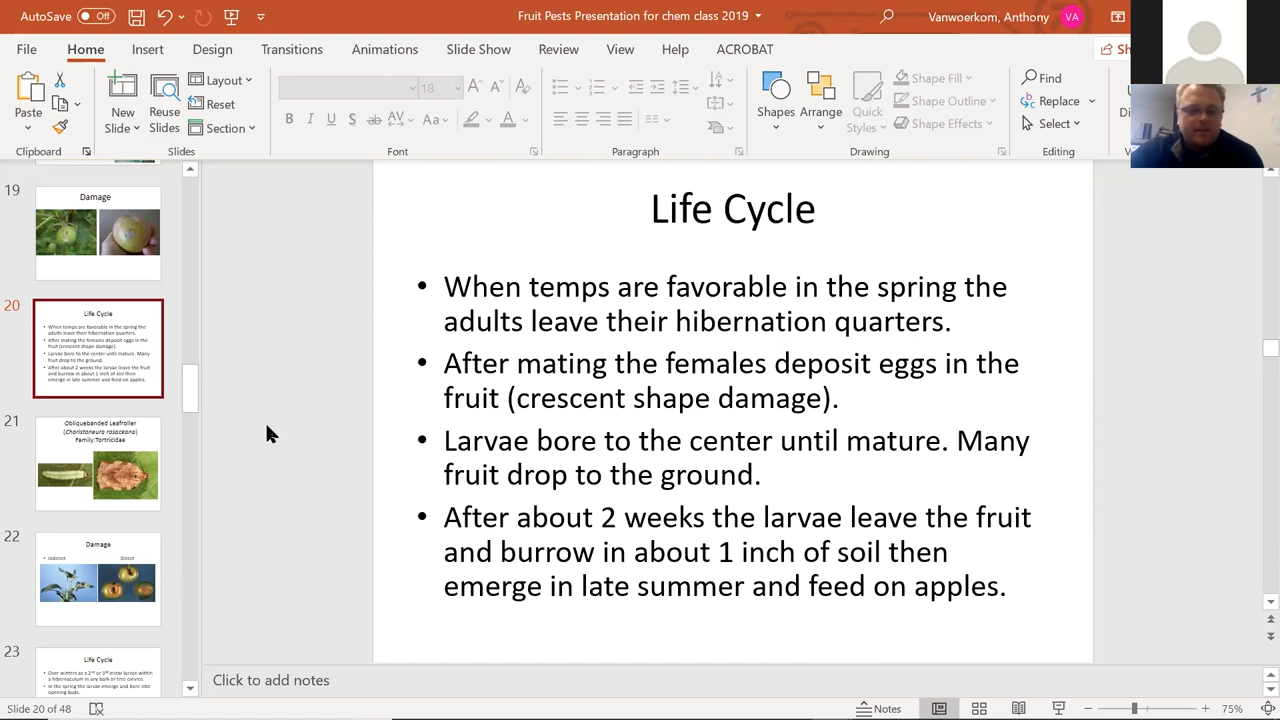 AutoSave Off
Fruit Pests Presentation for chem class 2019
Vanwoerkom, Anthony
VA
File Home Insert Design Transitions Animations Slide Show Review View Help ACROBAT
Sh
Paste
New
Slide
Reuse
Slides
Layout
Reset
Section
18
Aa
A
Shapes
Arrange
Quick
Styles
Shape Fill
Shape Outline
Shape Effects
Find
Replace
Select
Clipboard
Slides
Font
Paragraph
Drawing
Editing
19
Damage
20
Life Cycle
When temps are favorable in the spring the
adults leave their hibernation quarters.
After mating the females deposit eggs in the
fruit (crescent shape damage).
Larvae bore to the center until mature. Many
fruit drop to the ground.
After about 2 weeks the larvae leave the fruit
and burrow in about 1 inch of soil then
emerge in late summer and feed on apples.
21
Obliquebanded Leafroller
(Choristoneura rosaceana)
Family:Tortricidae
22
Damage
• Indirect
Direct
23
Life Cycle
• Over winters as a 2nd or 3rd instar larvae within
a hibernaculum in any bark or tree crevice.
• In the spring the larvae emerge and bore into
opening buds.
Life Cycle
• When temps are favorable in the spring the
adults leave their hibernation quarters.
• After mating the females deposit eggs in the
fruit (crescent shape damage).
• Larvae bore to the center until mature. Many
fruit drop to the ground.
• After about 2 weeks the larvae leave the fruit
and burrow in about 1 inch of soil then
emerge in late summer and feed on apples.
Click to add notes
Slide 20 of 48
Notes
75%